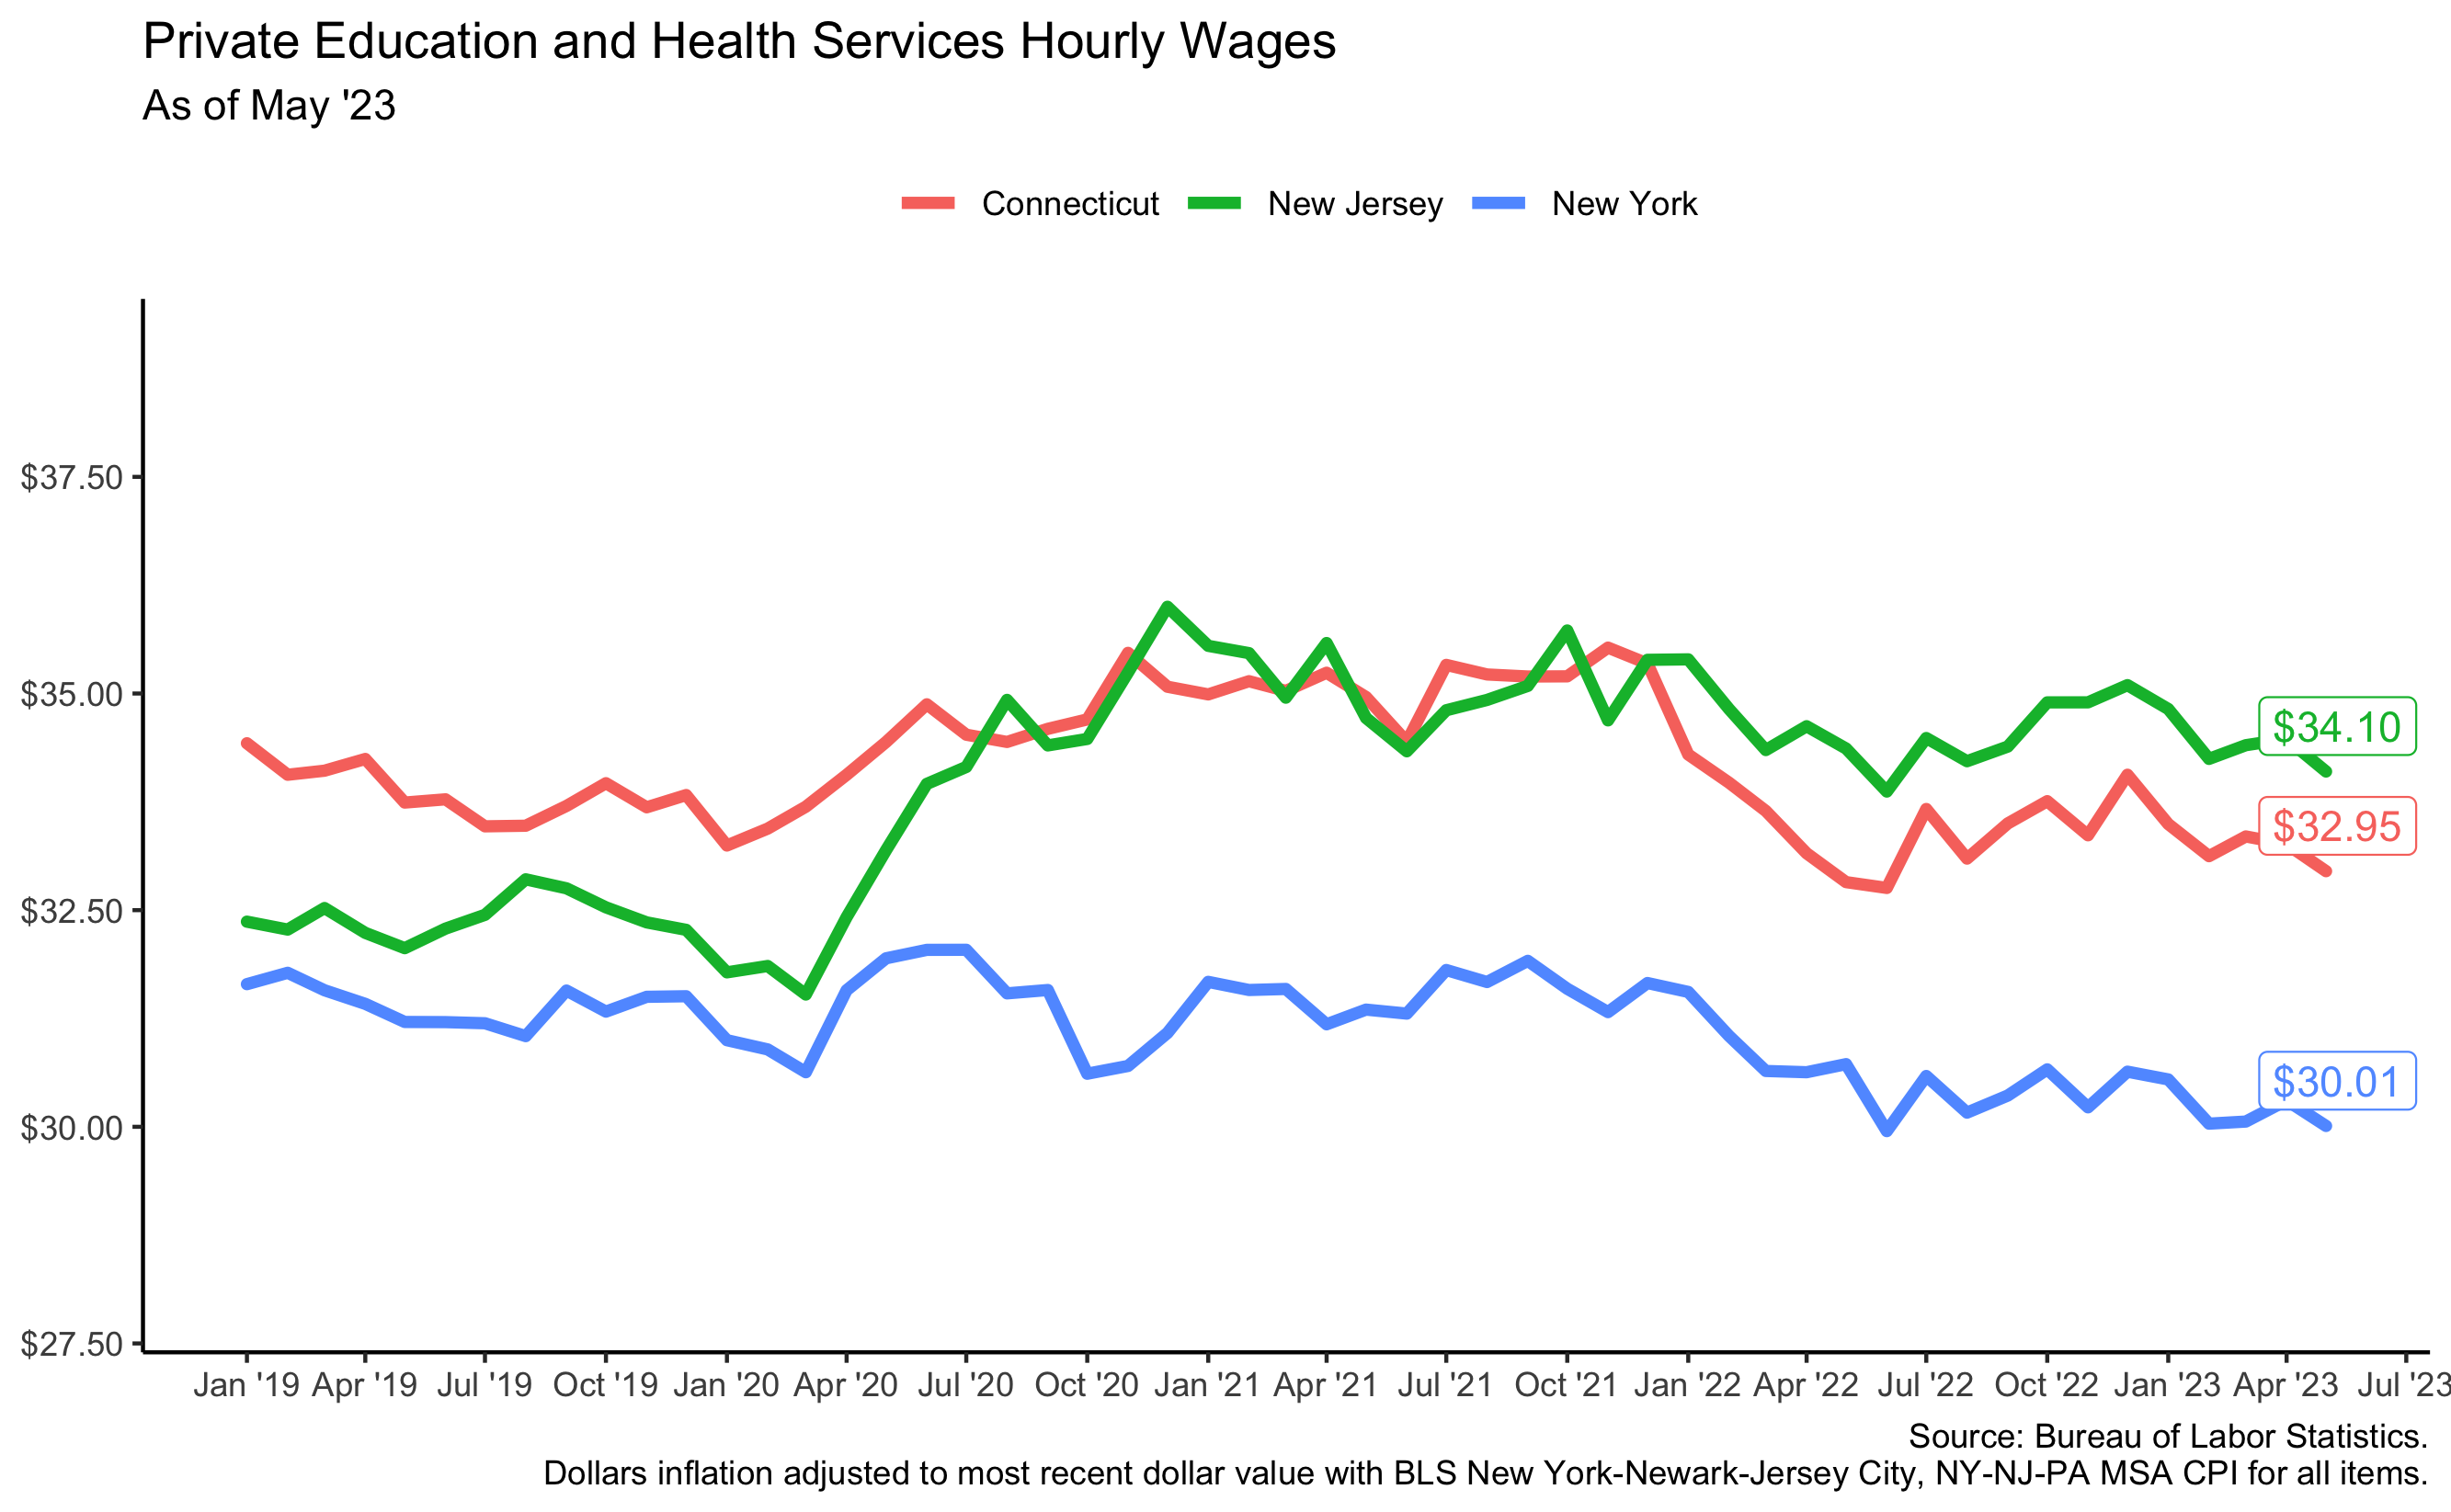 Private Education and Health Services Hourly Wages
As of May '23
Connecticut New Jersey New York
$37.50
$35.00
$34.10
$32.95
$32.50
$30.01
$30.00
$27.50
Jan '19 Apr '19 Jul '19 Oct '19 Jan '20 Apr '20 Jul '20 Oct '20 Jan '21 Apr '21 Jul '21 Oct '21 Jan '22 Apr '22 Jul '22 Oct '22 Jan '23 Apr '23 Jul '23
Source: Bureau of Labor Statistics.
Dollars inflation adjusted to most recent dollar value with BLS New York-Newark-Jersey City, NY-NJ-PA MSA CPI for all items.